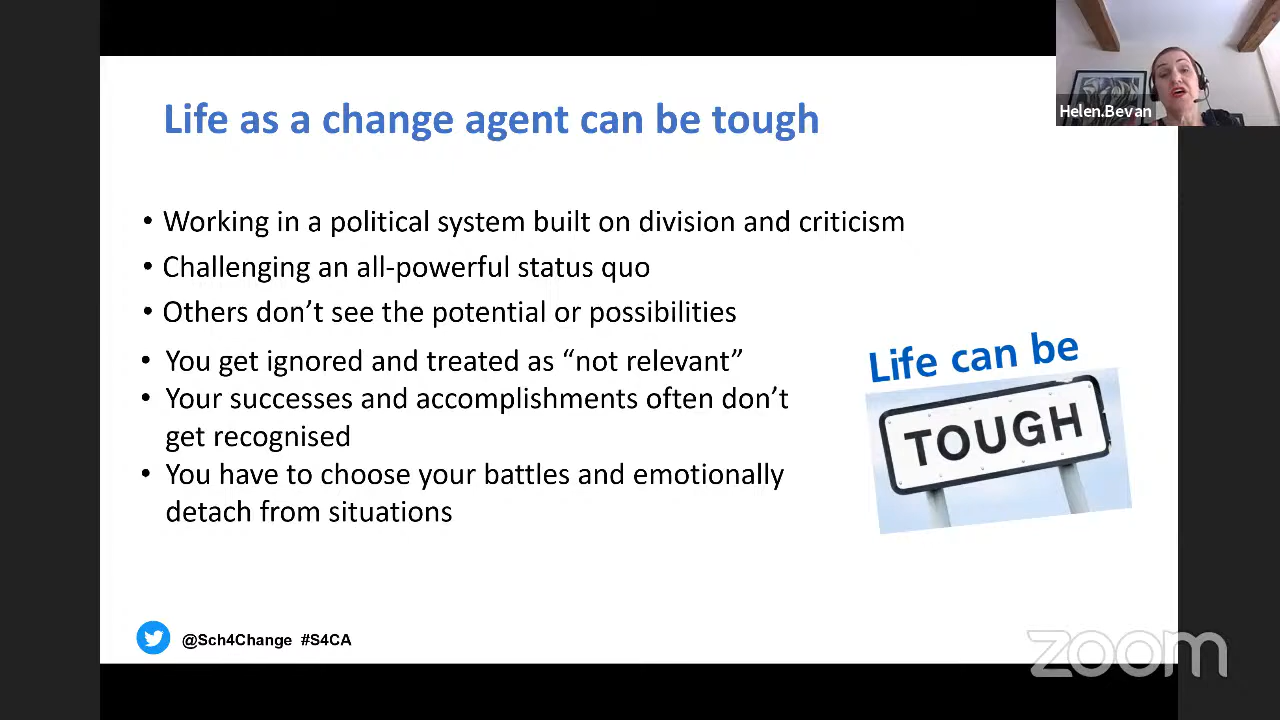 Helen.Bevan
Life as a change agent can be tough
• Working in a political system built on division and criticism
• Challenging an all-powerful status quo
• Others don’t see the potential or possibilities
• You get ignored and treated as “not relevant”
• Your successes and accomplishments often don’t
get recognised
• You have to choose your battles and emotionally
detach from situations
Life can be
TOUGH
@Sch4Change #S4CA
zoom